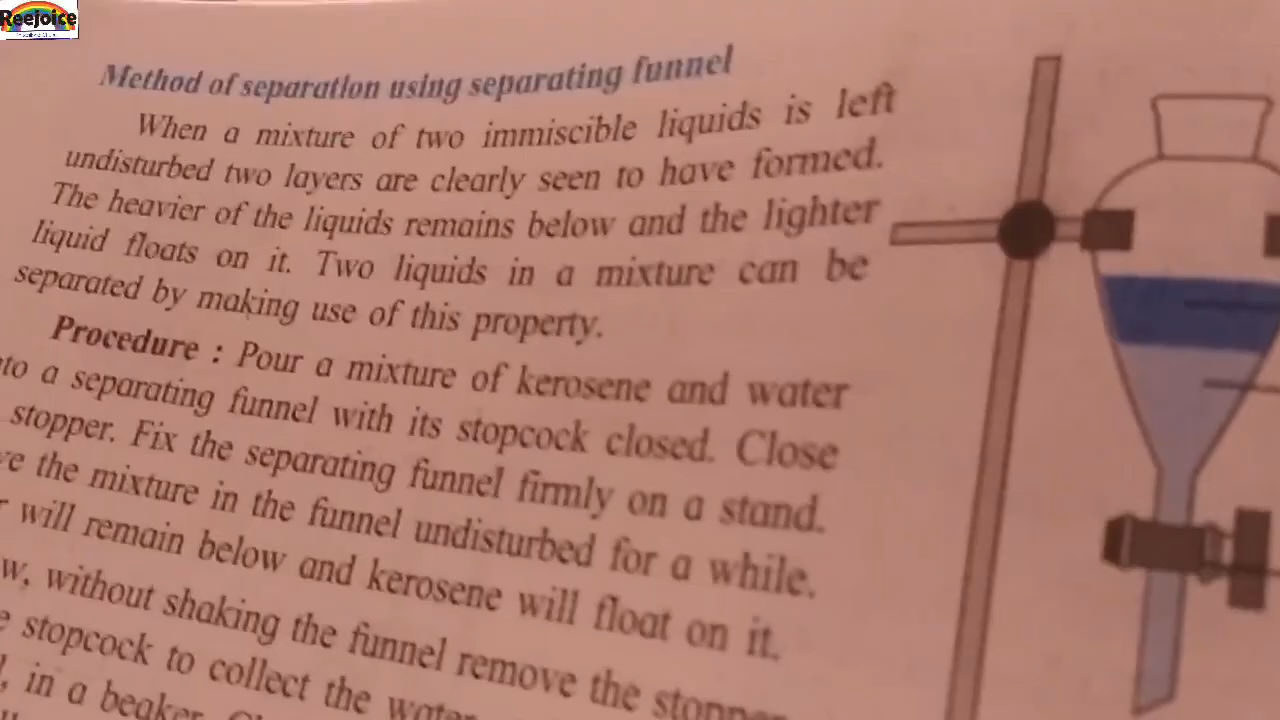 Reejoice
Method of separation using separating funnel
When a mixture of two immiscible liquids is left
undisturbed two layers are clearly seen to have formed.
The heavier of the liquids remains below and the lighter
liquid floats on it. Two liquids in a mixture can be
separated by making use of this property.
Procedure : Pour a mixture of kerosene and water
to a separating funnel with its stopcock closed. Close
stopper. Fix the separating funnel firmly on a stand.
the mixture in the funnel undisturbed for a while.
will remain below and kerosene will float on it.
without shaking the funnel remove the stopper
stopcock to collect the water
in a beaker.